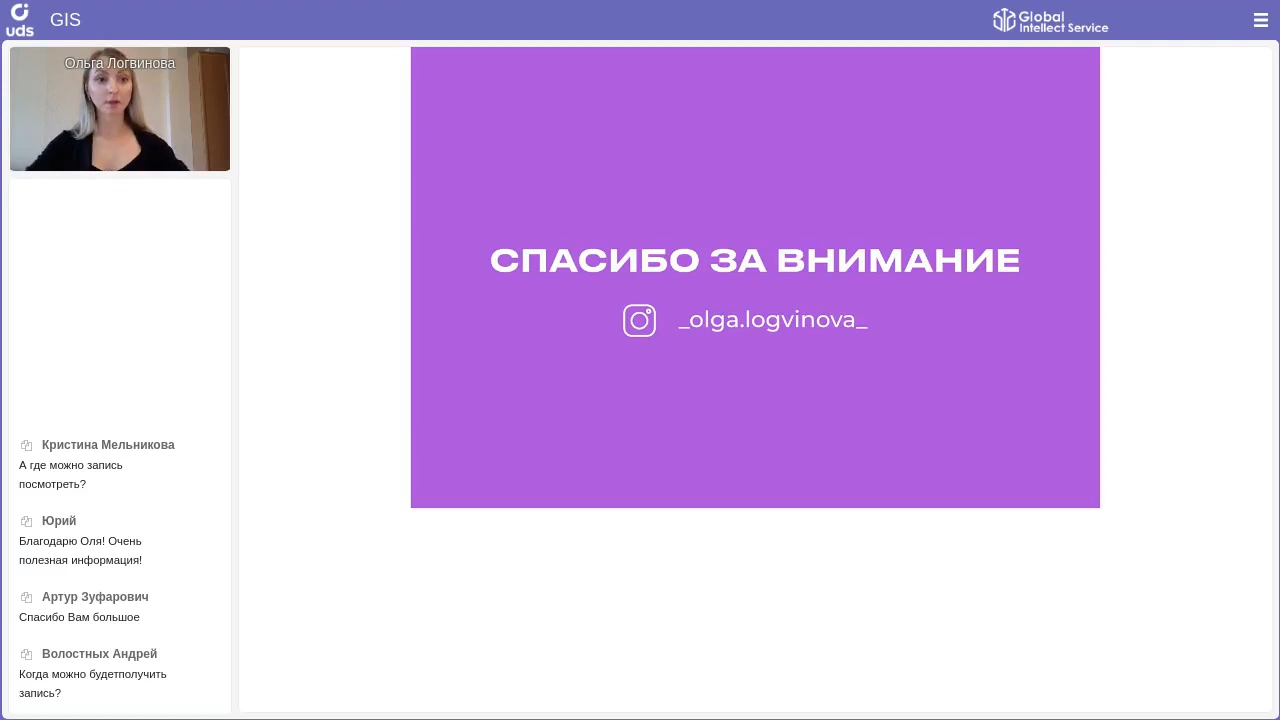 uds
GIS
Global
Intellect Service
Ольга Логвинова
СПАСИБО ЗА ВНИМАНИЕ
_olga.logvinova_
Кристина Мельникова
А где можно запись
посмотреть?
Юрий
Благодарю Оля! Очень
полезная информация!
Артур Зуфарович
Спасибо Вам большое
Волостных Андрей
Когда можно будетполучить
запись?